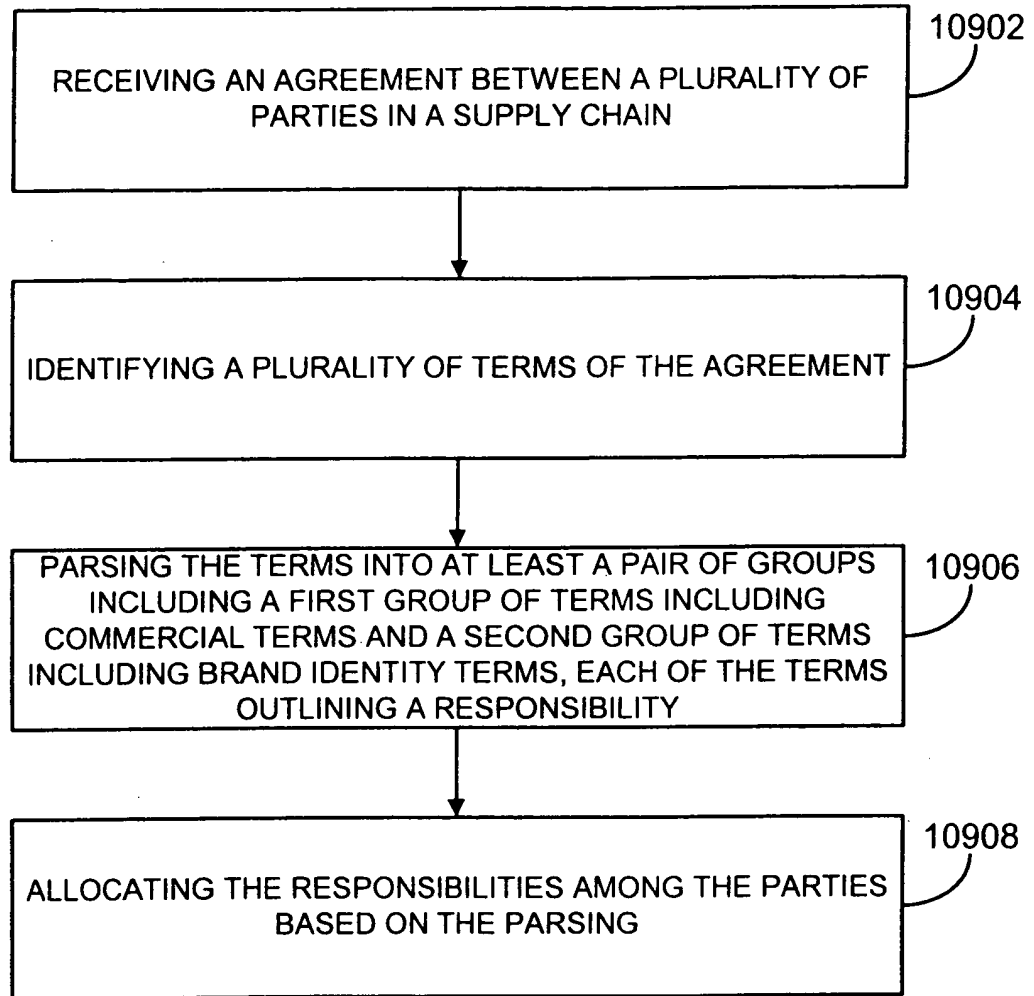 10902
RECEIVING AN AGREEMENT BETWEEN A PLURALITY OF
PARTIES IN A SUPPLY CHAIN
10904
IDENTIFYING A PLURALITY OF TERMS OF THE AGREEMENT
10906
PARSING THE TERMS INTO AT LEAST A PAIR OF GROUPS
INCLUDING A FIRST GROUP OF TERMS INCLUDING
COMMERCIAL TERMS AND A SECOND GROUP OF TERMS
INCLUDING BRAND IDENTITY TERMS, EACH OF THE TERMS
OUTLINING A RESPONSIBILITY
10908
ALLOCATING THE RESPONSIBILITIES AMONG THE PARTIES
BASED ON THE PARSING